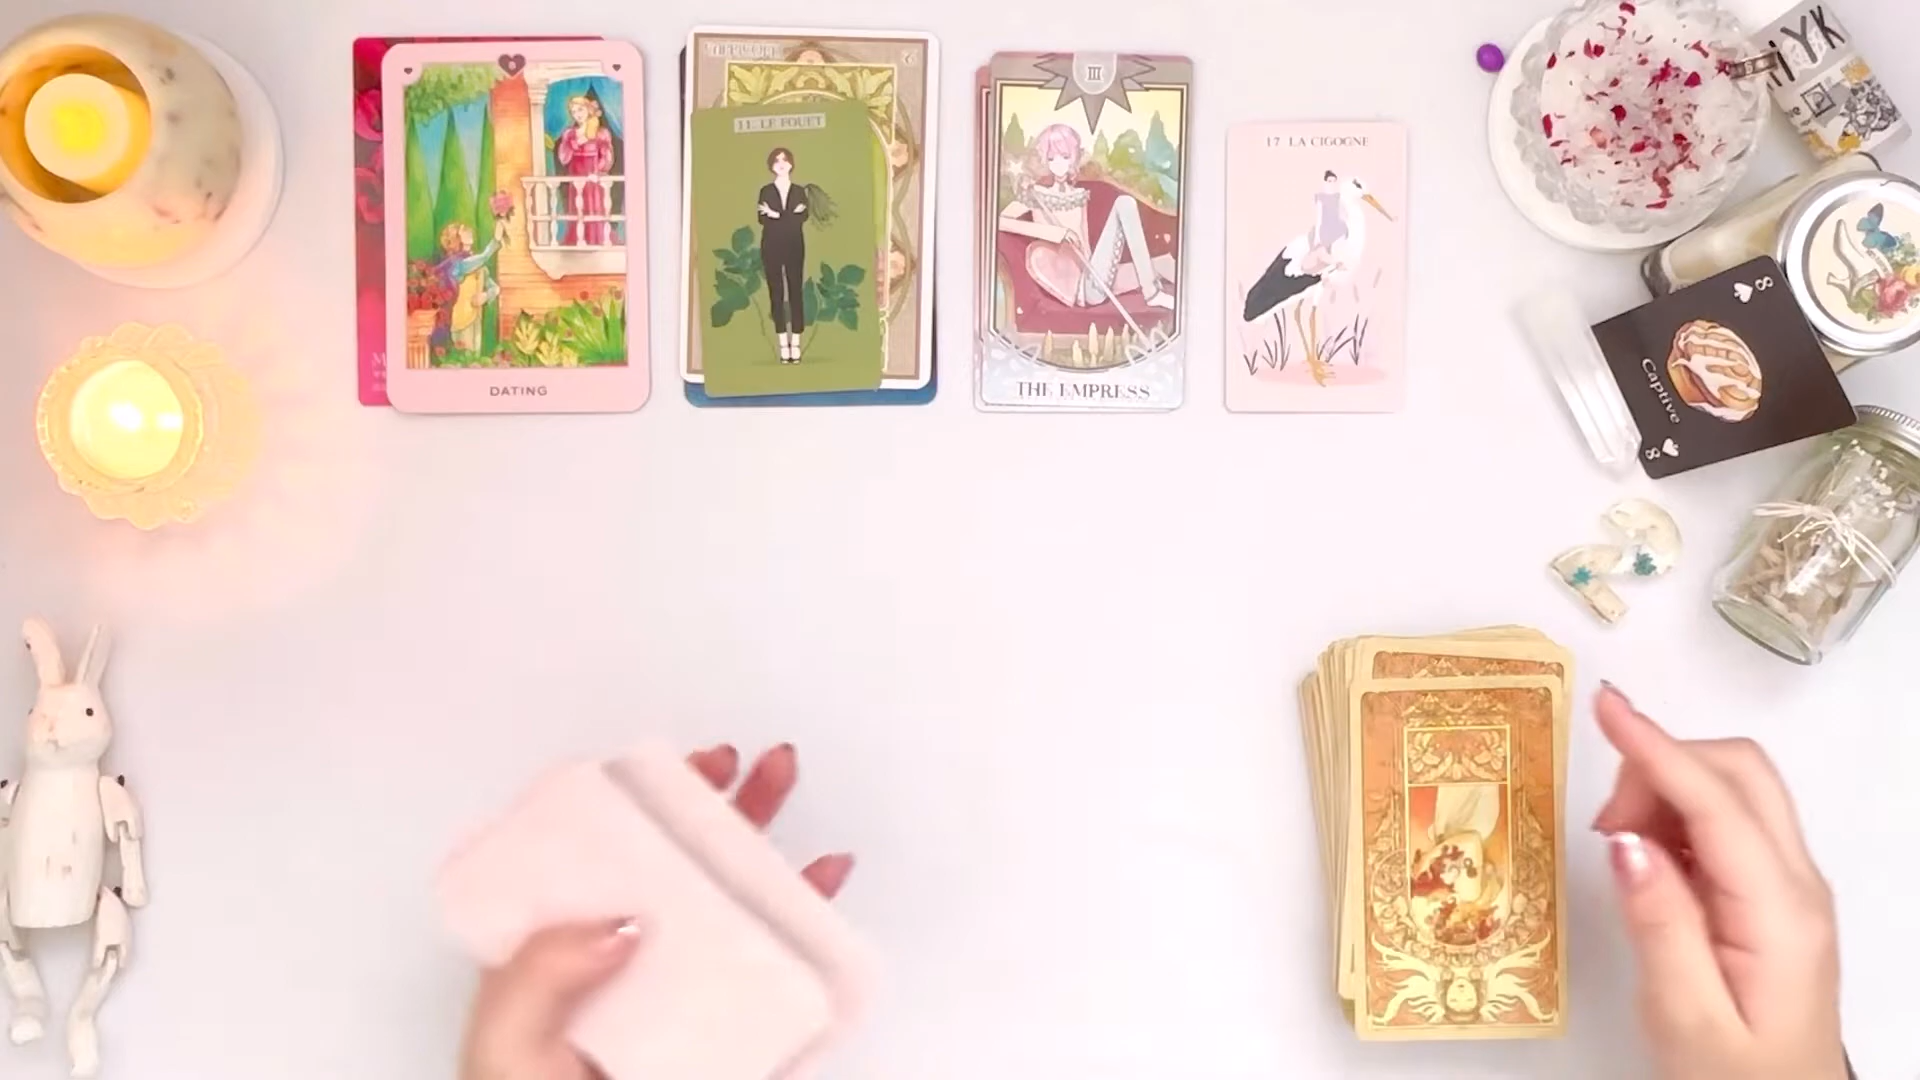 DATING
11. LE FOUET
III
THE EMPRESS
17 LA CIGOGNE
8
Captive
8